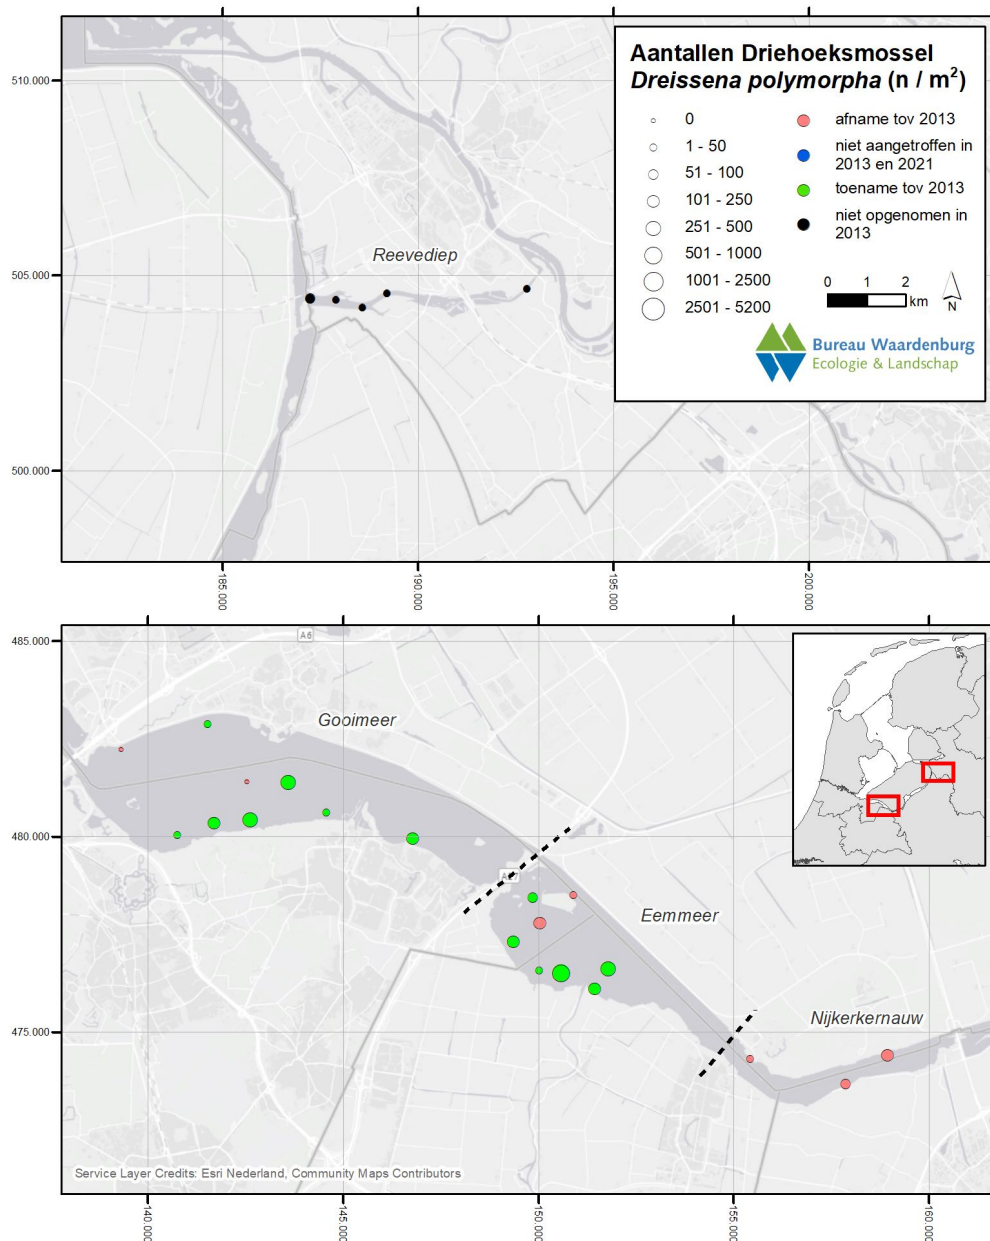 Aantallen Driehoeksmossel
Dreissena polymorpha (n / m²)
0
1 - 50
51 - 100
101 - 250
251 - 500
501 - 1000
1001 - 2500
2501 - 5200
afname tov 2013
niet aangetroffen in
2013 en 2021
toename tov 2013
niet opgenomen in
2013
0 1 2
km
N
Bureau Waardenburg
Ecologie & Landschap
510.000
505.000
500.000
Reevediep
185.000
190.000
195.000
200.000
485.000
480.000
475.000
A6
Gooimeer
Eemmeer
Nijkerkernauw
Service Layer Credits: Esri Nederland, Community Maps Contributors
140.000
145.000
150.000
155.000
160.000